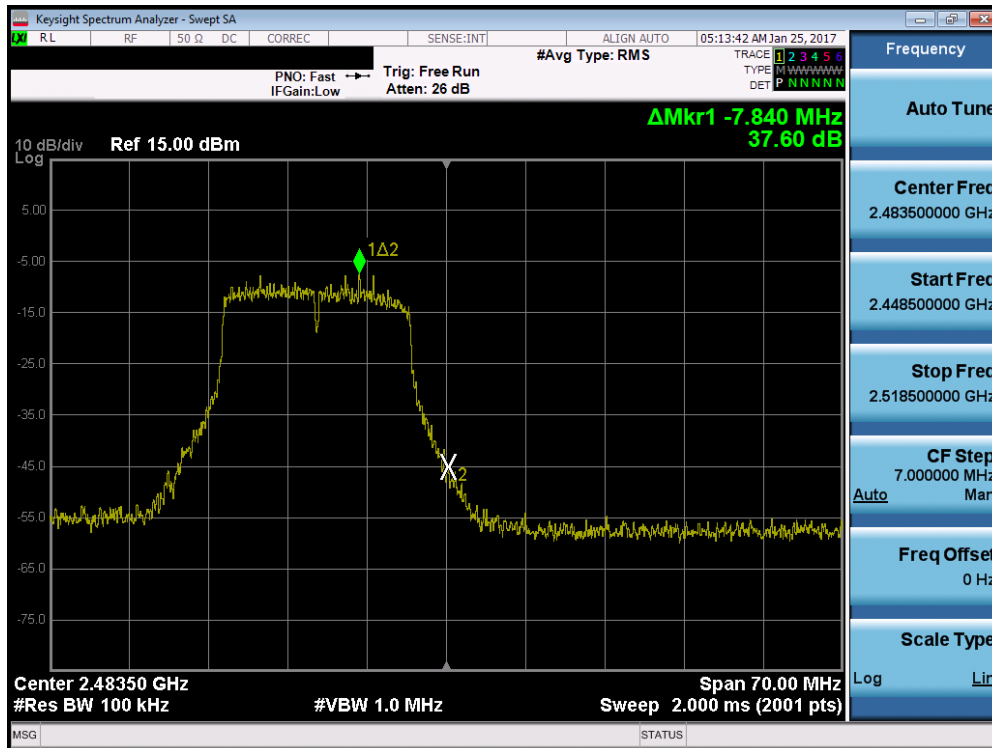 Keysight Spectrum Analyzer - Swept SA
LXI RL RF 50 Ω DC CORREC SENSE:INT ALIGN AUTO 05:13:42 AM Jan 25, 2017
#Avg Type: RMS TRACE 1 2 3 4 5 6
PNO: Fast Trig: Free Run TYPE M W W W W W
IFGain:Low Atten: 26 dB DET P N N N N N
ΔMkr1 -7.840 MHz
37.60 dB
10 dB/div Ref 15.00 dBm
Log
5.00
-5.00
1Δ2
-15.0
-25.0
-35.0
-45.0
X2
-55.0
-65.0
-75.0
Center 2.48350 GHz Span 70.00 MHz
#Res BW 100 kHz #VBW 1.0 MHz Sweep 2.000 ms (2001 pts)
MSG STATUS
Frequency
Auto Tune
Center Freq
2.483500000 GHz
Start Freq
2.448500000 GHz
Stop Freq
2.518500000 GHz
CF Step
7.000000 MHz
Auto Man
Freq Offset
0 Hz
Scale Type
Log Lin